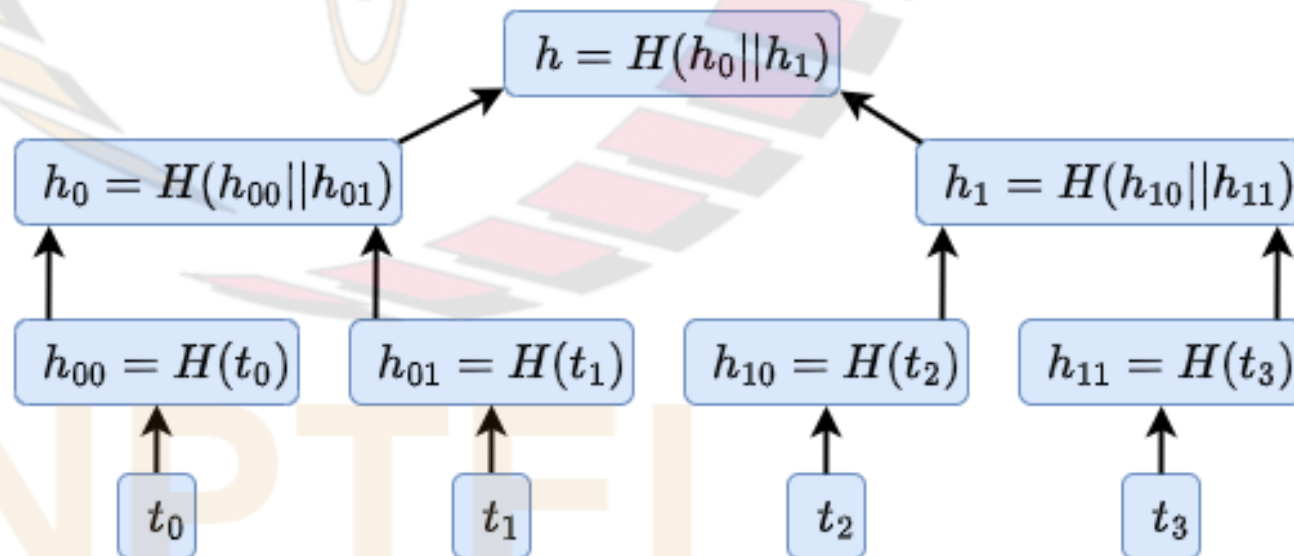 h = H(h₀||h₁)
h₀ = H(h₀₀||h₀₁)
h₁ = H(h₁₀||h₁₁)
h₀₀ = H(t₀)
h₀₁ = H(t₁)
h₁₀ = H(t₂)
h₁₁ = H(t₃)
t₀
t₁
t₂
t₃
NPTEL